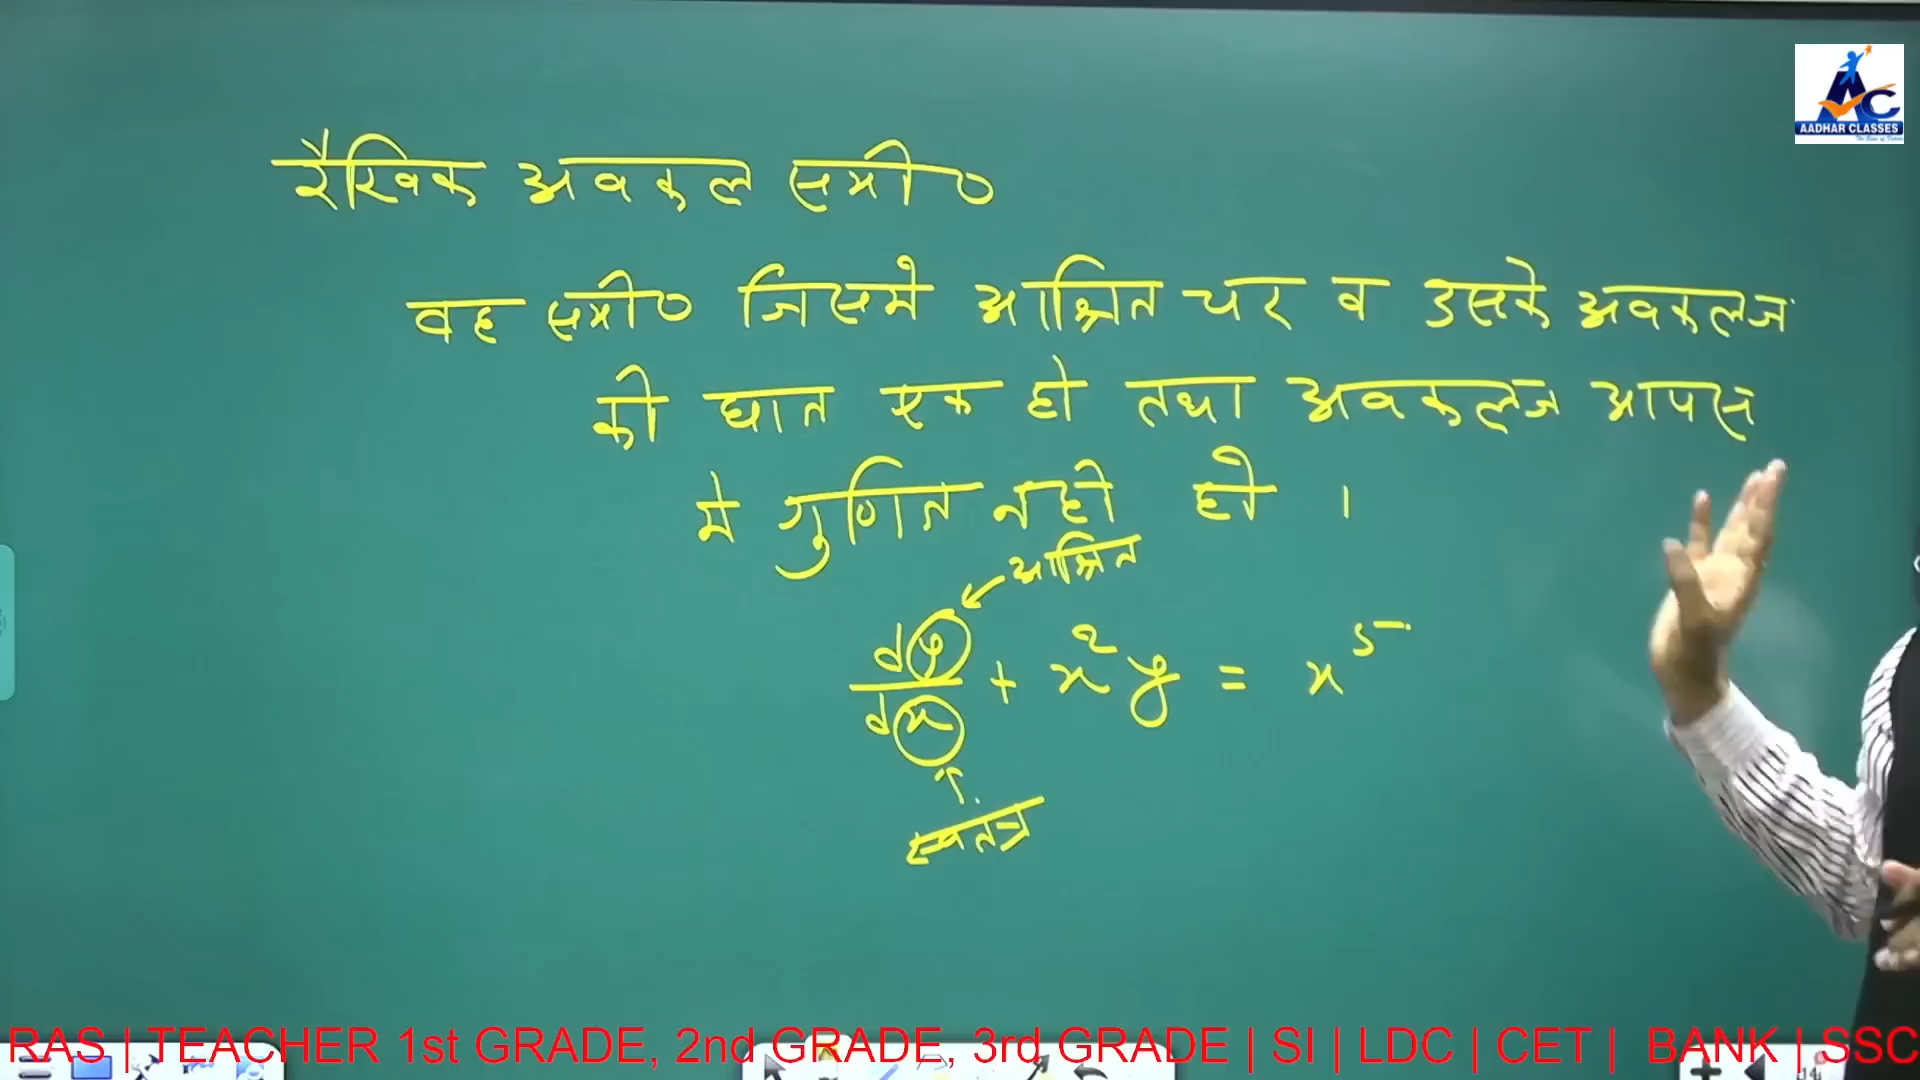 रैखिक अवकल समी०
वह समी० जिसमे आश्रित चर व उसके अवकलज
की घात एक हो तथा अवकलज आपस
मे गुणित नही हो ।
आश्रित
dy/dx + x²y = x⁵
स्वतंत्र
AC
AADHAR CLASSES
RAS | TEACHER 1st GRADE, 2nd GRADE, 3rd GRADE | SI | LDC | CET | BANK | SSC